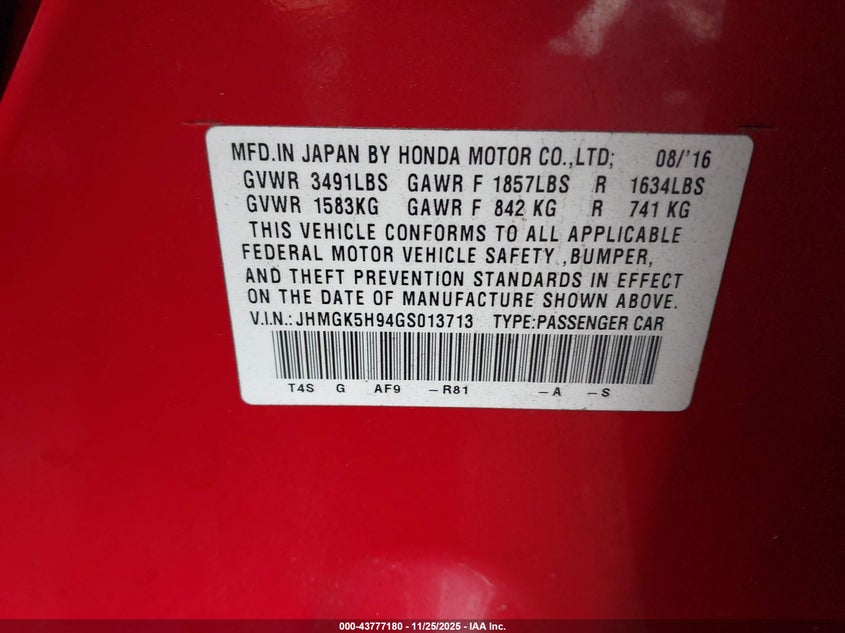 MFD.IN JAPAN BY HONDA MOTOR CO.,LTD; 08/'16
GVWR 3491LBS GAWR F 1857LBS R 1634LBS
GVWR 1583KG GAWR F 842 KG R 741 KG
THIS VEHICLE CONFORMS TO ALL APPLICABLE
FEDERAL MOTOR VEHICLE SAFETY ,BUMPER,
AND THEFT PREVENTION STANDARDS IN EFFECT
ON THE DATE OF MANUFACTURE SHOWN ABOVE.
V.I.N.:JHMGK5H94GS013713 TYPE:PASSENGER CAR
T4S G AF9 -R81 -A -S
000-43777180 - 11/25/2025 - IAA Inc.